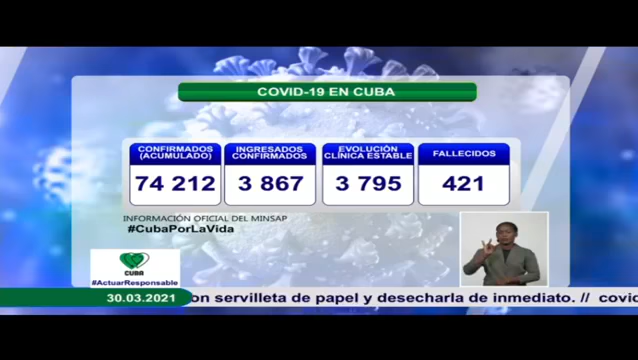 COVID-19 EN CUBA
CONFIRMADOS
(ACUMULADO)
74 212
INGRESADOS
CONFIRMADOS
3 867
EVOLUCIÓN
CLÍNICA ESTABLE
3 795
FALLECIDOS
421
INFORMACIÓN OFICIAL DEL MINSAP
#CubaPorLaVida
CUBA
#ActuarResponsable
30.03.2021
on servilleta de papel y desecharla de inmediato. // covid